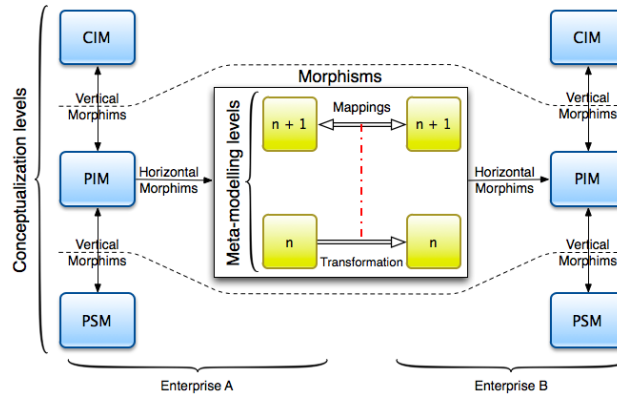 CIM
CIM
Morphisms
Vertical
Morphims
Mappings
Vertical
Morphims
n + 1
n + 1
Conceptualization levels
Meta-modelling levels
PIM
Horizontal
Morphims
Horizontal
Morphims
PIM
n
n
Vertical
Morphims
Transformation
Vertical
Morphims
PSM
PSM
Enterprise A
Enterprise B